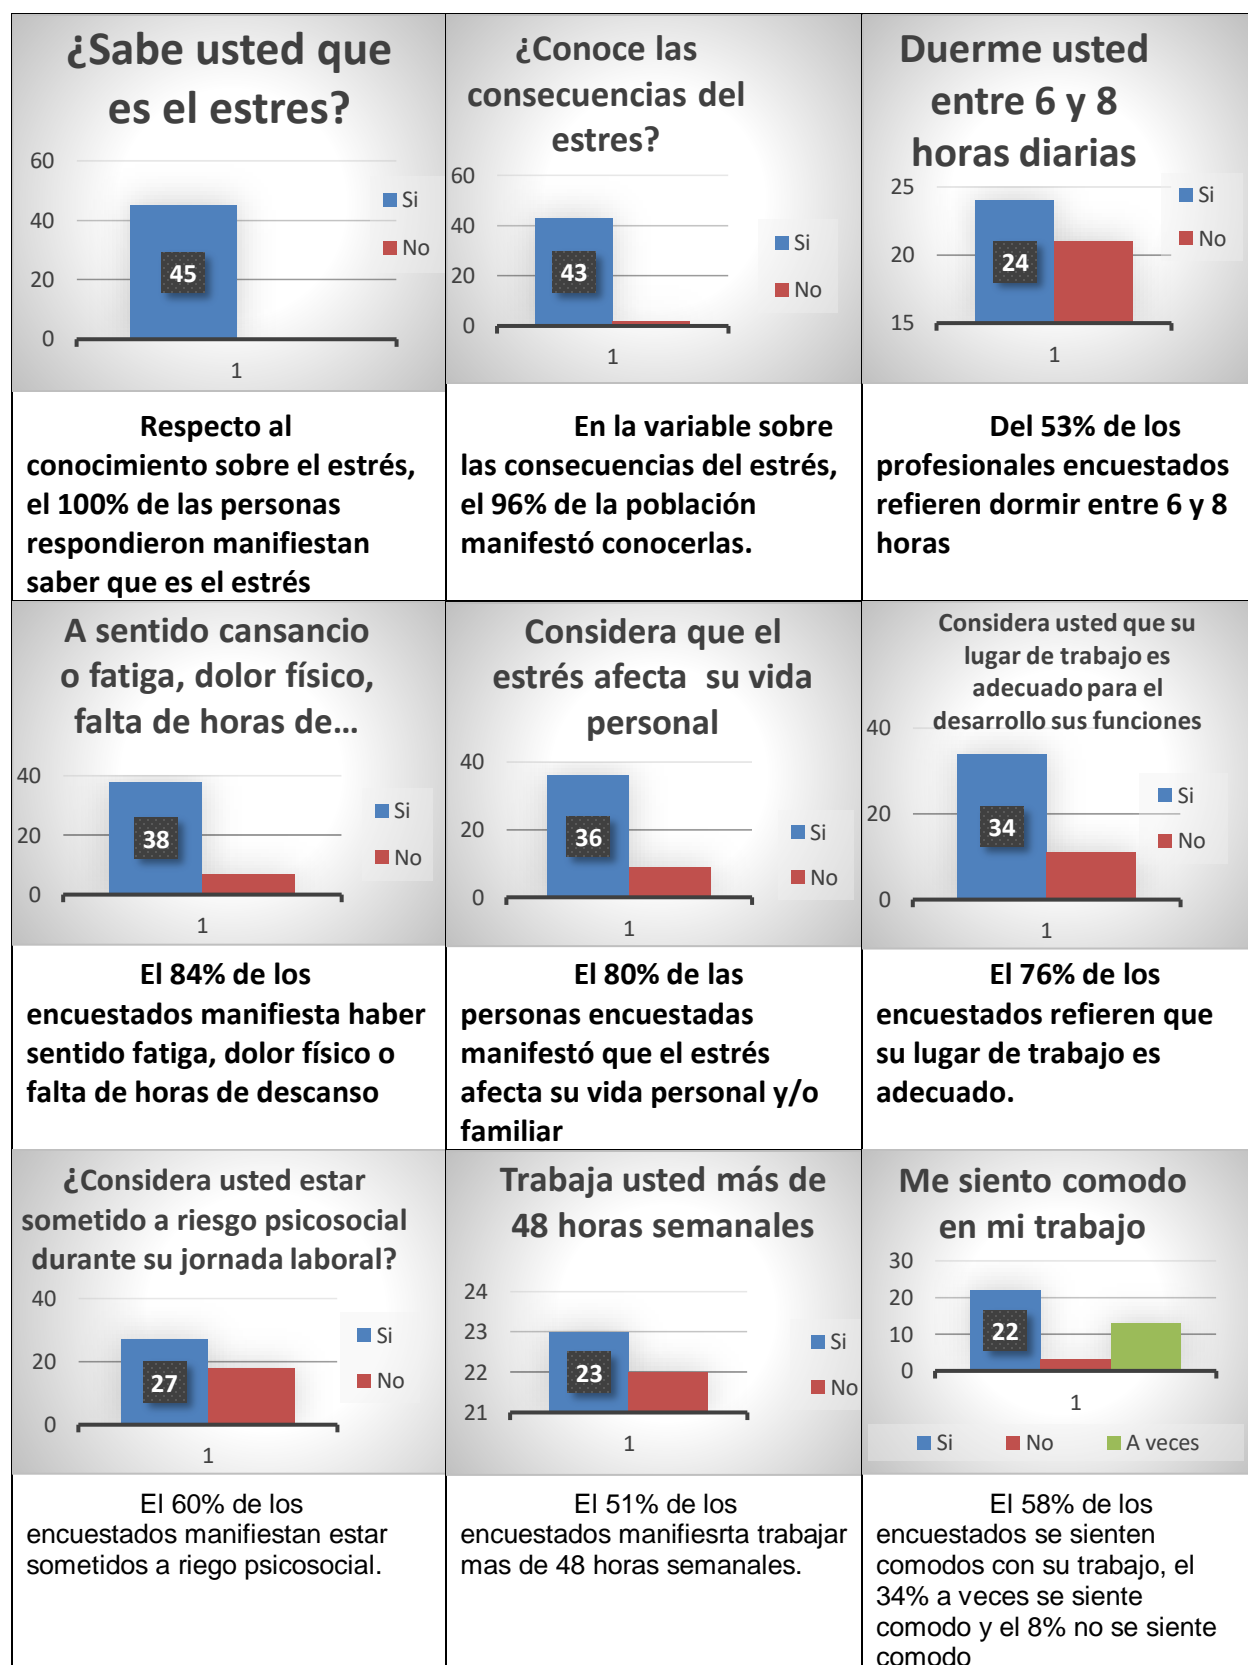 ¿Sabe usted que
es el estres?
60
40
20
0
45
1
Si
No
Respecto al
conocimiento sobre el estrés,
el 100% de las personas
respondieron manifiestan
saber que es el estrés
¿Conoce las
consecuencias del
estres?
60
40
20
0
43
1
Si
No
En la variable sobre
las consecuencias del estrés,
el 96% de la población
manifestó conocerlas.
Duerme usted
entre 6 y 8
horas diarias
25
20
15
24
1
Si
No
Del 53% de los
profesionales encuestados
refieren dormir entre 6 y 8
horas
A sentido cansancio
o fatiga, dolor físico,
falta de horas de…
40
20
0
38
1
Si
No
El 84% de los
encuestados manifiesta haber
sentido fatiga, dolor físico o
falta de horas de descanso
Considera que el
estrés afecta su vida
personal
40
20
0
36
1
Si
No
El 80% de las
personas encuestadas
manifestó que el estrés
afecta su vida personal y/o
familiar
Considera usted que su
lugar de trabajo es
adecuado para el
desarrollo sus funciones
40
20
0
34
1
Si
No
El 76% de los
encuestados refieren que
su lugar de trabajo es
adecuado.
¿Considera usted estar
sometido a riesgo psicosocial
durante su jornada laboral?
40
20
0
27
1
Si
No
El 60% de los
encuestados manifiestan estar
sometidos a riego psicosocial.
Trabaja usted más de
48 horas semanales
24
23
22
21
23
1
Si
No
El 51% de los
encuestados manifiesrta trabajar
mas de 48 horas semanales.
Me siento comodo
en mi trabajo
30
20
10
0
22
1
Si No A veces
El 58% de los
encuestados se sienten
comodos con su trabajo, el
34% a veces se siente
comodo y el 8% no se siente
comodo